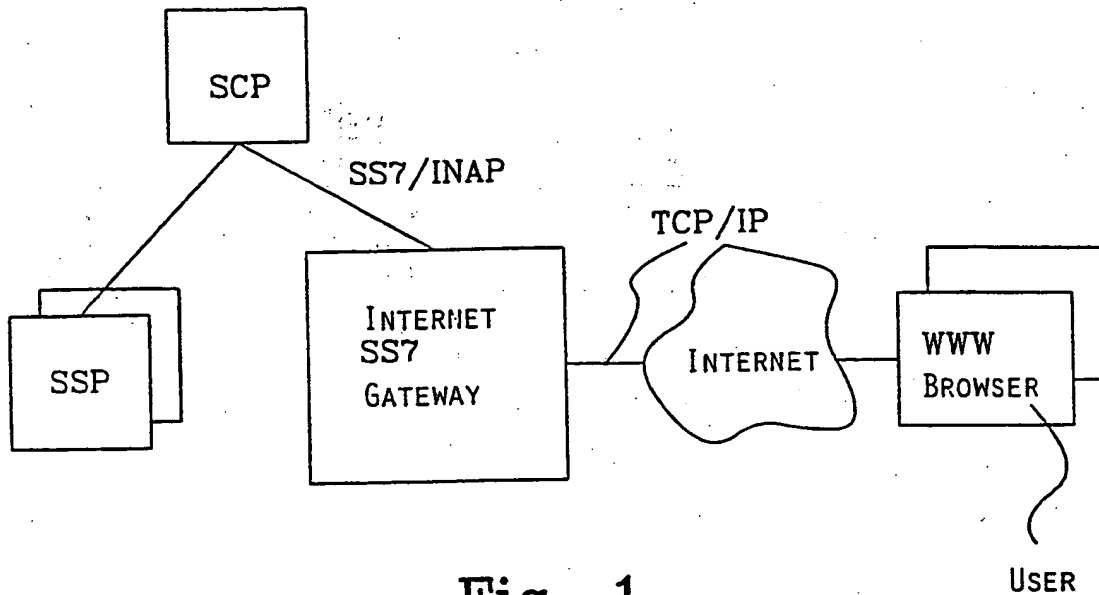 SCP
SS7/INAP
TCP/IP
INTERNET
SS7
GATEWAY
SSP
INTERNET
WWW
BROWSER
USER
Fig. 1